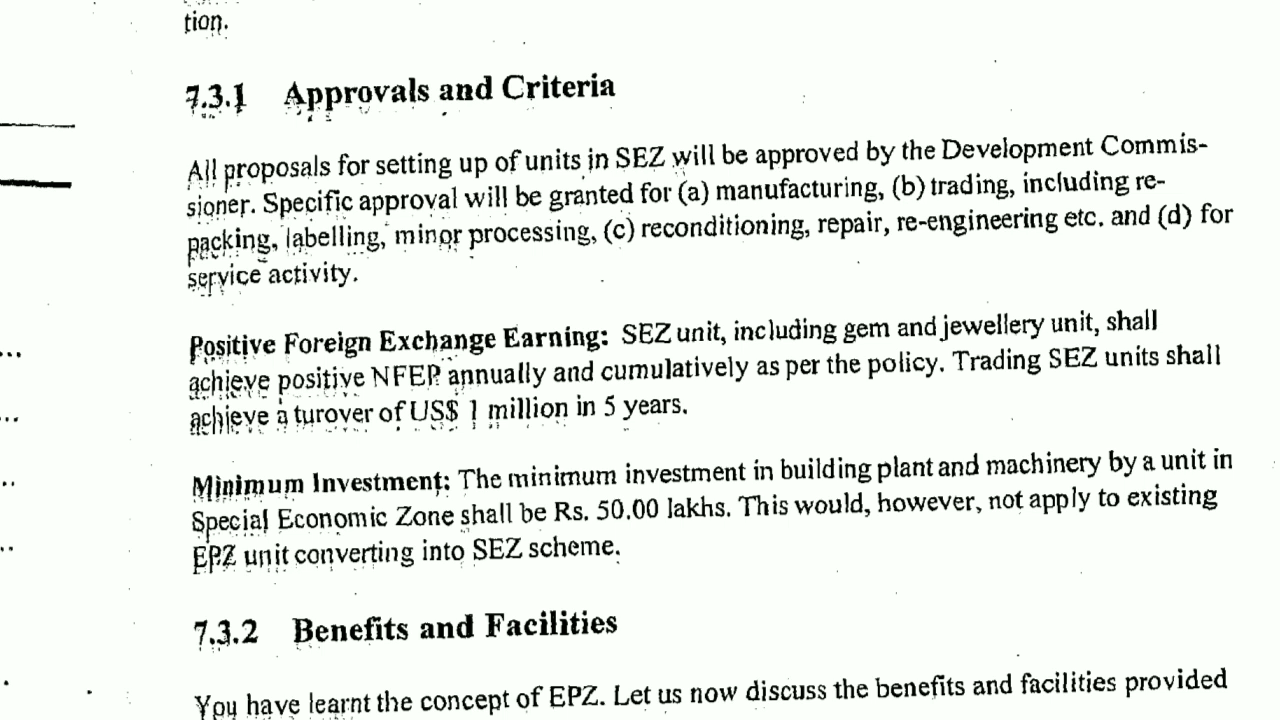 tion.
7.3.1 Approvals and Criteria
All proposals for setting up of units in SEZ will be approved by the Development Commis-
sioner. Specific approval will be granted for (a) manufacturing, (b) trading, including re-
packing, labelling, minor processing, (c) reconditioning, repair, re-engineering etc. and (d) for
service activity.
Positive Foreign Exchange Earning: SEZ unit, including gem and jewellery unit, shall
achieve positive NFEP annually and cumulatively as per the policy. Trading SEZ units shall
achieve a turover of US$ 1 million in 5 years.
Minimum Investment: The minimum investment in building plant and machinery by a unit in
Special Economic Zone shall be Rs. 50.00 lakhs. This would, however, not apply to existing
EPZ unit converting into SEZ scheme.
7.3.2 Benefits and Facilities
You have learnt the concept of EPZ. Let us now discuss the benefits and facilities provided